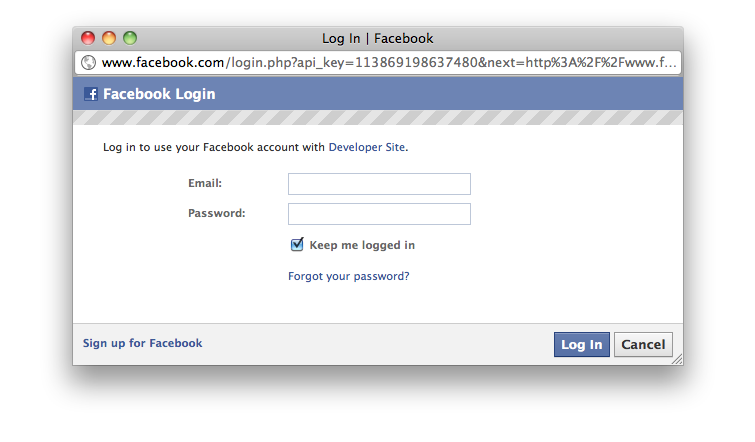 Log In | Facebook
www.facebook.com/login.php?api_key=113869198637480&next=http%3A%2F%2Fwww.f...
f Facebook Login
Log in to use your Facebook account with Developer Site.
Email:
Password:
Keep me logged in
Forgot your password?
Sign up for Facebook
Log In
Cancel